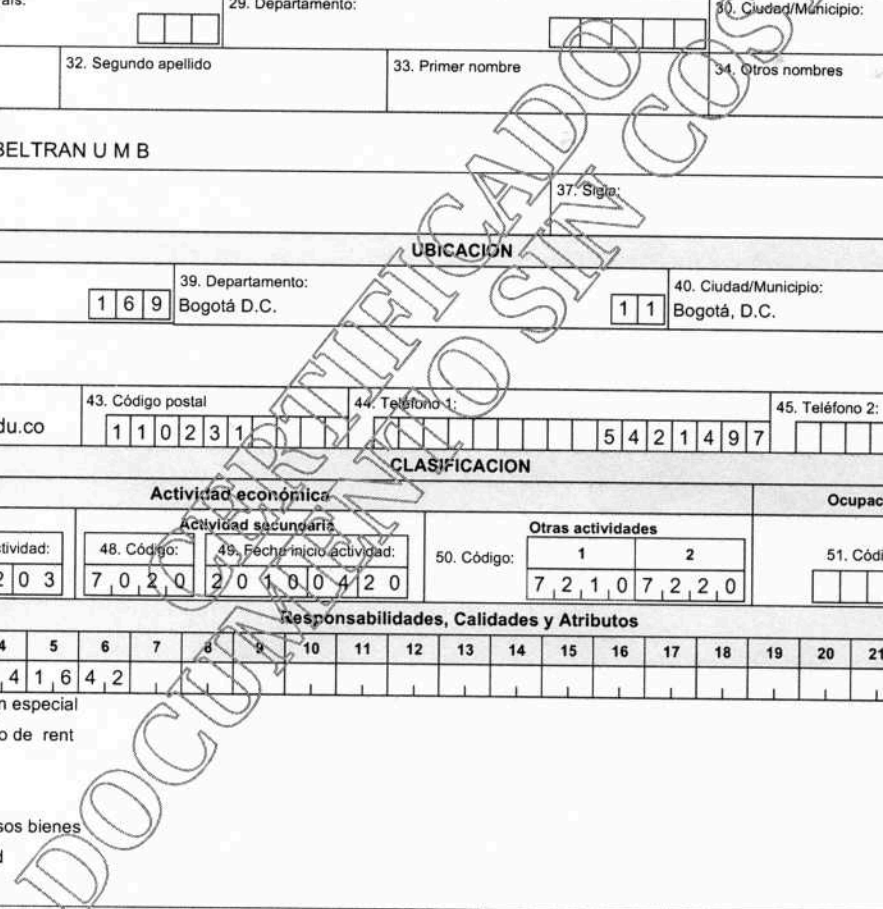 29. Departamento:
30. Ciudad/Municipio:
32. Segundo apellido
33. Primer nombre
34. Otros nombres
BELTRAN U M B
37. Sigla:
UBICACION
39. Departamento:
40. Ciudad/Municipio:
1 6 9 Bogotá D.C. 1 1 Bogotá, D.C.
43. Código postal
44. Teléfono 1:
45. Teléfono 2:
du.co 1 1 0 2 3 1 5 4 2 1 4 9 7
CLASIFICACION
Actividad económica
Ocupac
Actividad secundaria
Otras actividades
tividad: 48. Código: 49. Fecha inicio actividad: 50. Código: 1 2 51. Códi
2 0 3 7 0 2 0 2 0 1 0 0 4 2 0 7 2 1 0 7 2 2 0
Responsabilidades, Calidades y Atributos
4 5 6 7 8 9 10 11 12 13 14 15 16 17 18 19 20 21
4 1 6 4 2
n especial
o de rent
sos bienes
d
CERTIFICADO
DOCUMENTO SIN COS